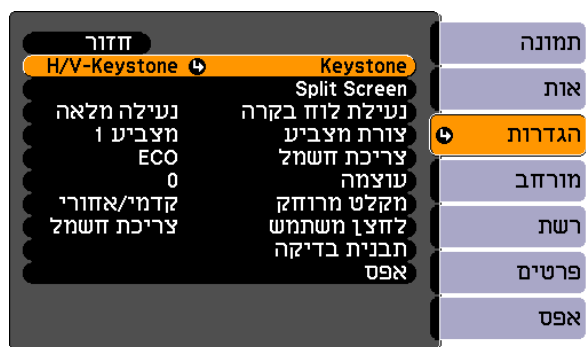 תמונה
אות
הגדרות
מורחב
רשת
פרטים
אפס
חזור
Keystone H/V-Keystone
Split Screen
נעילת לוח בקרה נעילה מלאה
צורת מצביע מצביע 1
צריכת חשמל ECO
עוצמה 0
מקלט מרוחק קדמי/אחורי
לחצן משתמש צריכת חשמל
תבנית בדיקה
אפס